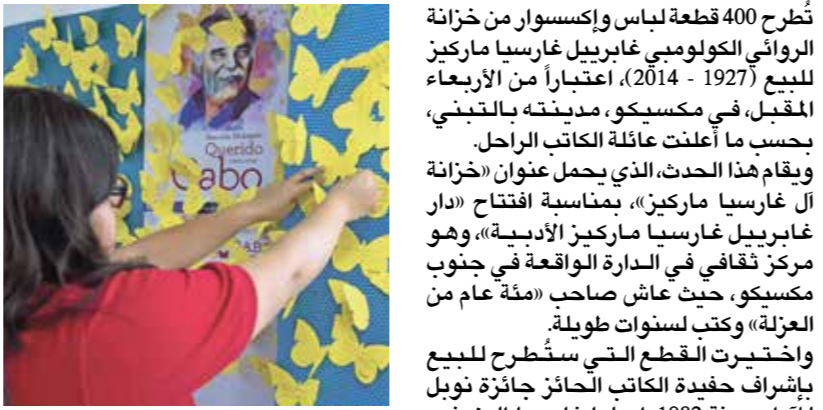 تُطرح 400 قطعة لباس وإكسسوار من خزانة
الروائي الكولومبي غابرييل غارسيا ماركيز
للبيع (1927 - 2014)، اعتباراً من الأربعاء
المقبل، في مكسيكو، مدينته بالتبني،
بحسب ما أعلنت عائلة الكاتب الراحل.
ويقام هذا الحدث، الذي يحمل عنوان «خزانة
آل غارسيا ماركيز»، بمناسبة افتتاح «دار
غابرييل غارسيا ماركيز الأدبية»، وهو
مركز ثقافي في الدارة الواقعة في جنوب
مكسيكو، حيث عاش صاحب «مئة عام من
العزلة» وكتب لسنوات طويلة.
واختيرت القطع التي ستُطرح للبيع
بإشراف حفيدة الكاتب الحائز جائزة نوبل
Querido
Gabo